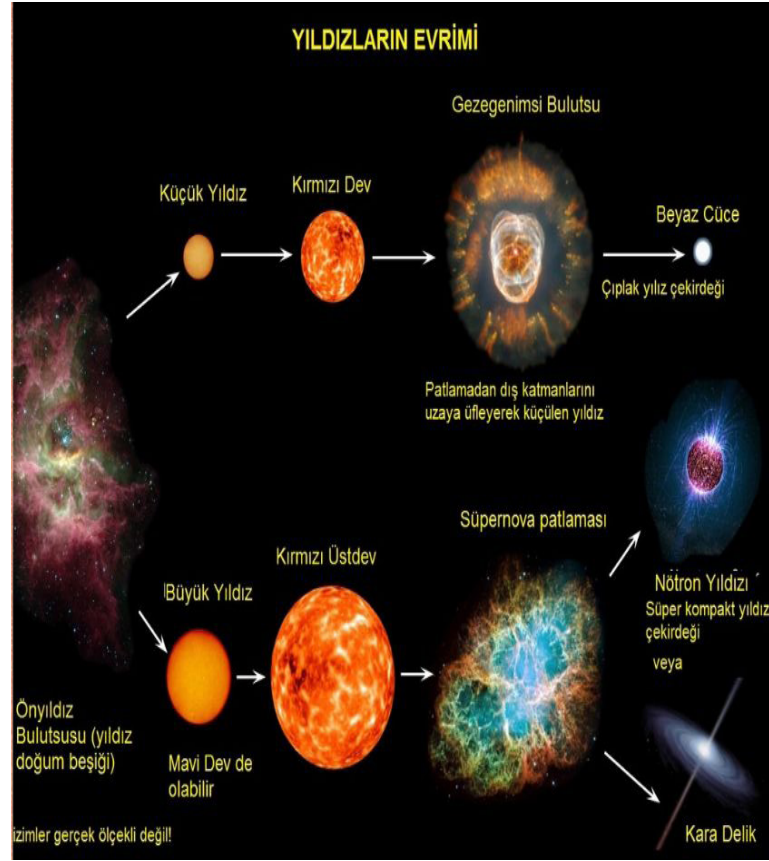 YILDIZLARIN EVRİMİ
Gezegenimsi Bulutsu
Küçük Yıldız
Kırmızı Dev
Beyaz Cüce
Çıplak yılız çekirdeği
Patlamadan dış katmanlarını
uzaya üfleyerek küçülen yıldız
Süpernova patlaması
Kırmızı Üstdev
Büyük Yıldız
Nötron Yıldızı
Süper kompakt yıldız
çekirdeği
veya
Önyıldız
Bulutsusu (yıldız
doğum beşiği)
Mavi Dev de
olabilir
Kara Delik
izimler gerçek ölçekli değil!